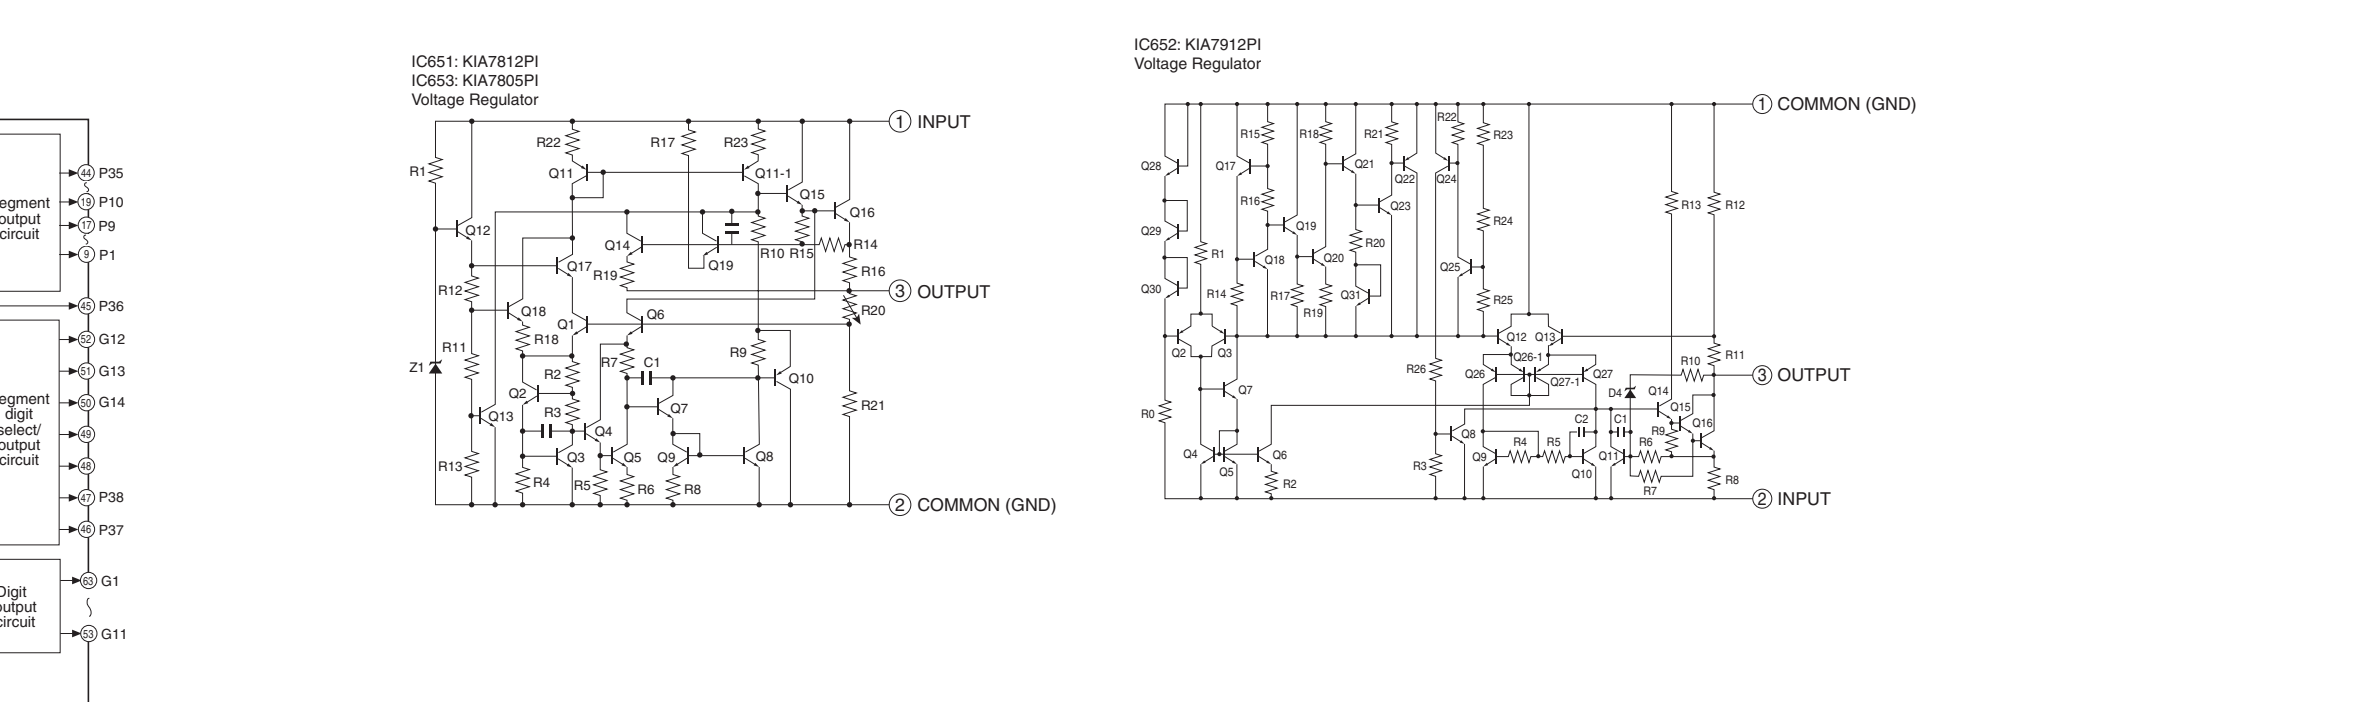 egment
output
circuit
44 P35
19 P10
17 P9
9 P1
45 P36
egment
digit
select/
output
circuit
52 G12
51 G13
50 G14
49
48
47 P38
46 P37
Digit
output
circuit
63 G1
53 G11
IC651: KIA7812PI
IC653: KIA7805PI
Voltage Regulator
1 INPUT
R22
R17
R23
R1
Q11
Q11-1
Q15
Q16
Q12
Q14
Q19
R10
R15
R14
Q17
R19
R16
R12
3 OUTPUT
Q18
Q1
Q6
R20
R18
R11
R7
C1
R9
Z1
R2
Q10
Q2
R3
Q7
R21
Q13
Q4
R13
Q3
Q5
Q9
Q8
R4
R5
R6
R8
2 COMMON (GND)
IC652: KIA7912PI
Voltage Regulator
1 COMMON (GND)
R15
R18
R21
R22
R23
Q28
Q17
Q21
Q22
Q24
R16
Q23
R13
R12
Q29
Q19
R24
R1
Q18
Q20
R20
Q25
Q30
R14
R17
R19
Q31
R25
Q2
Q3
Q12
Q13
Q26-1
R10
R11
R26
Q26
Q27-1
Q27
3 OUTPUT
Q7
D4
Q14
Q15
R0
C2
C1
Q16
Q8
R9
R4
R5
R6
Q4
Q5
Q6
R3
Q9
Q10
Q11
R2
R7
R8
2 INPUT